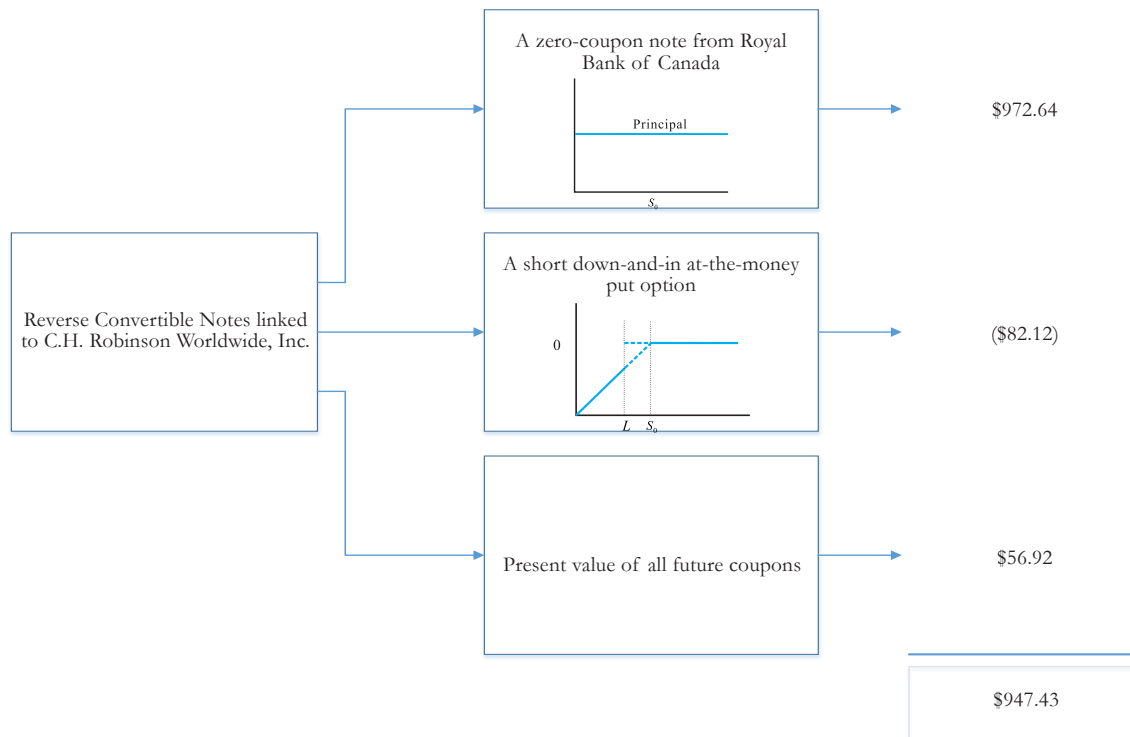 A zero-coupon note from Royal
Bank of Canada
Principal
S₀
$972.64
Reverse Convertible Notes linked
to C.H. Robinson Worldwide, Inc.
A short down-and-in at-the-money
put option
0
L S₀
($82.12)
Present value of all future coupons
$56.92
$947.43